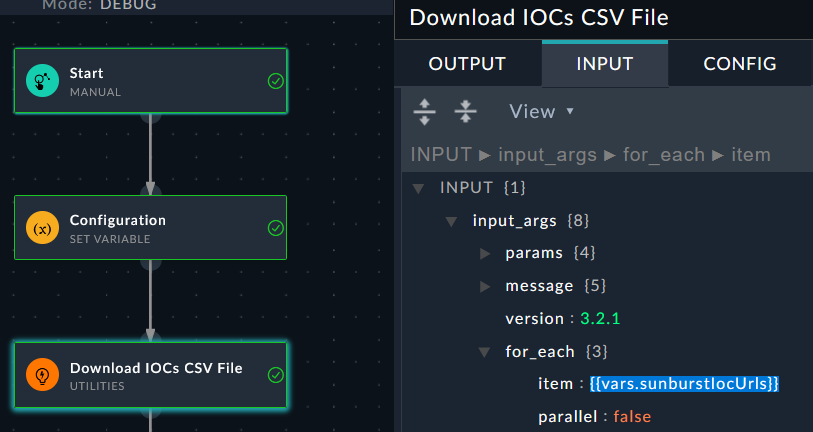 Mode: DEBUG
Start
MANUAL
Configuration
SET VARIABLE
Download IOCs CSV File
UTILITIES
(x)
Download IOCs CSV File
OUTPUT
INPUT
CONFIG
View
INPUT ▶ input_args ▶ for_each ▶ item
INPUT {1}
input_args {8}
params {4}
message {5}
version : 3.2.1
for_each {3}
item : {{vars.sunburstIocUrls}}
parallel : false